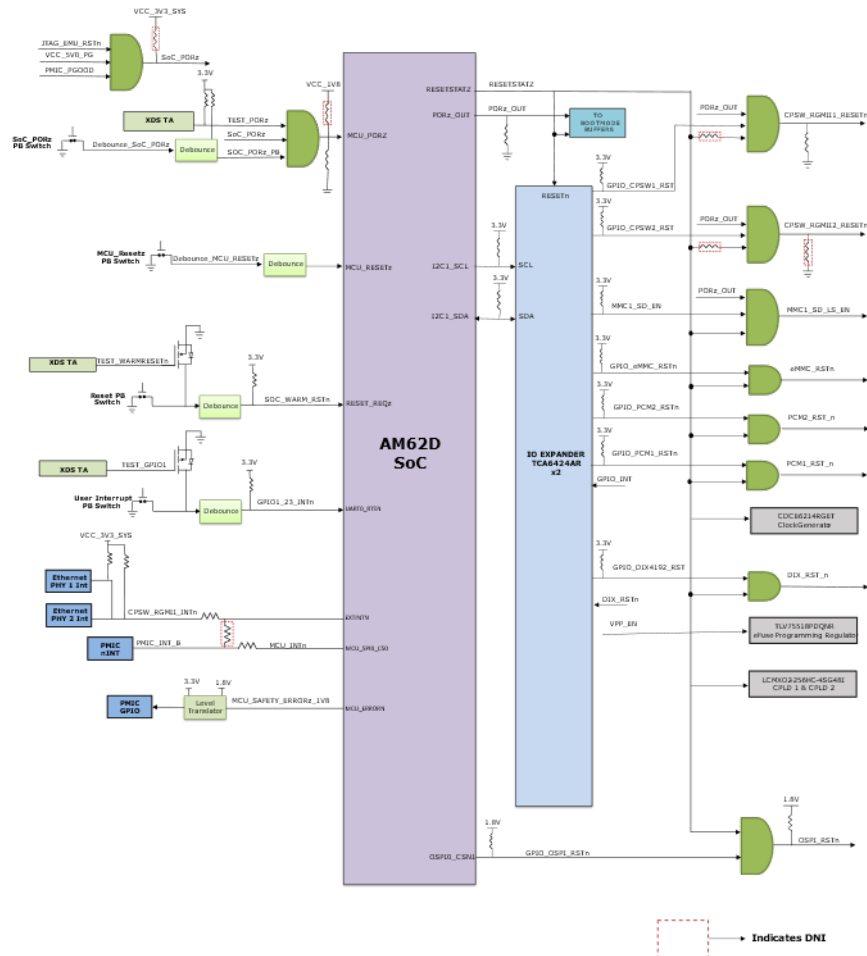 VCC_3V3_SYS
JTAG_EMU_RSTn
VCC_5V0_PG
PMIC_PGOOD
SoC_PORz
3.3V
VCC_1V8
XDS TA
TEST_PORz
SoC_PORz
SoC_PORz
PB Switch
Debounce_SoC_PORz
Debounce
SOC_PORz_PB
MCU_PORZ
RESETSTATZ
RESETSTATZ
PORz_OUT
PORz_OUT
TO
BOOTMODE
BUFFERS
PORz_OUT
CPSW_RGMII1_RESETn
3.3V
RESETn
GPIO_CPSW1_RST
3.3V
GPIO_CPSW2_RST
PORz_OUT
CPSW_RGMII2_RESETn
MCU_Resetz
PB Switch
Debounce_MCU_RESETz
Debounce
MCU_RESETz
3.3V
I2C1_SCL
SCL
3.3V
I2C1_SDA
SDA
3.3V
MMC1_SD_EN
PORz_OUT
MMC1_SD_LS_EN
3.3V
GPIO_eMMC_RSTn
eMMC_RSTn
3.3V
GPIO_PCM2_RSTn
PCM2_RST_n
3.3V
GPIO_PCM1_RSTn
PCM1_RST_n
XDS TA
TEST_WARMRESETn
3.3V
Reset PB
Switch
Debounce
SOC_WARM_RSTn
RESET_REQz
AM62D
SoC
IO EXPANDER
TCA6424AR
x2
GPIO_INT
XDS TA
TEST_GPIO1
3.3V
User Interrupt
PB Switch
Debounce
GPIO1_23_INTn
UART0_RTSN
CDCE6214RGET
ClockGenerator
VCC_3V3_SYS
Ethernet
PHY 1 Int
Ethernet
PHY 2 Int
CPSW_RGMII_INTn
EXTINTN
3.3V
GPIO_DIX4192_RST
DIX_RST_n
DIX_RSTn
VPP_EN
TLV75518PDQNR
eFuse Programming Regulator
PMIC
nINT
PMIC_INT_B
MCU_INTn
MCU_SPI0_CS0
LCMXO2-256HC-4SG48I
CPLD 1 & CPLD 2
3.3V
1.8V
PMIC
GPIO
Level
Translator
MCU_SAFETY_ERRORz_1V8
MCU_ERRORN
1.8V
OSPI0_CSN1
GPIO_OSPI_RSTn
1.8V
OSPI_RSTn
Indicates DNI